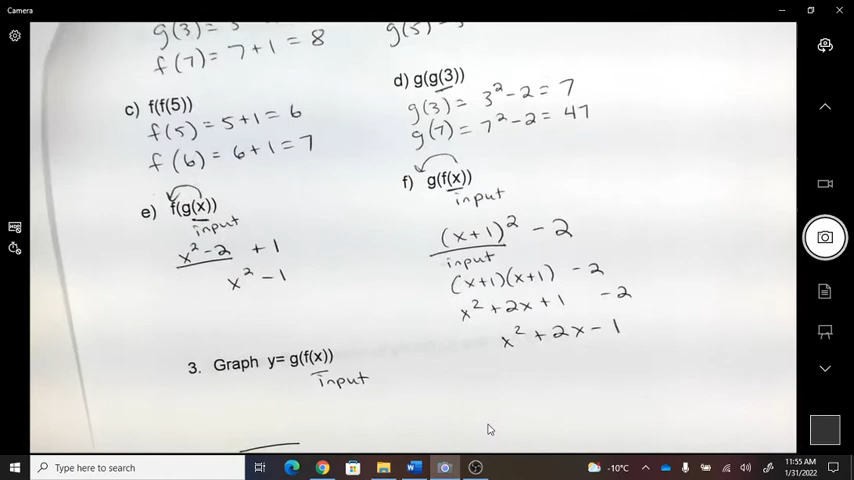 Camera
g(3) =
f(7) = 7+1 = 8
g(5)
c) f(f(5))
f(5) = 5+1 = 6
f(6) = 6+1 = 7
d) g(g(3))
g(3) = 3²-2 = 7
g(7) = 7²-2 = 47
e) f(g(x))
input
x²-2 + 1
x² - 1
f) g(f(x))
input
(x+1)² - 2
input
(x+1)(x+1) - 2
x² + 2x + 1 - 2
x² + 2x - 1
3. Graph y= g(f(x))
input
Type here to search
-10°C
11:55 AM
1/31/2022